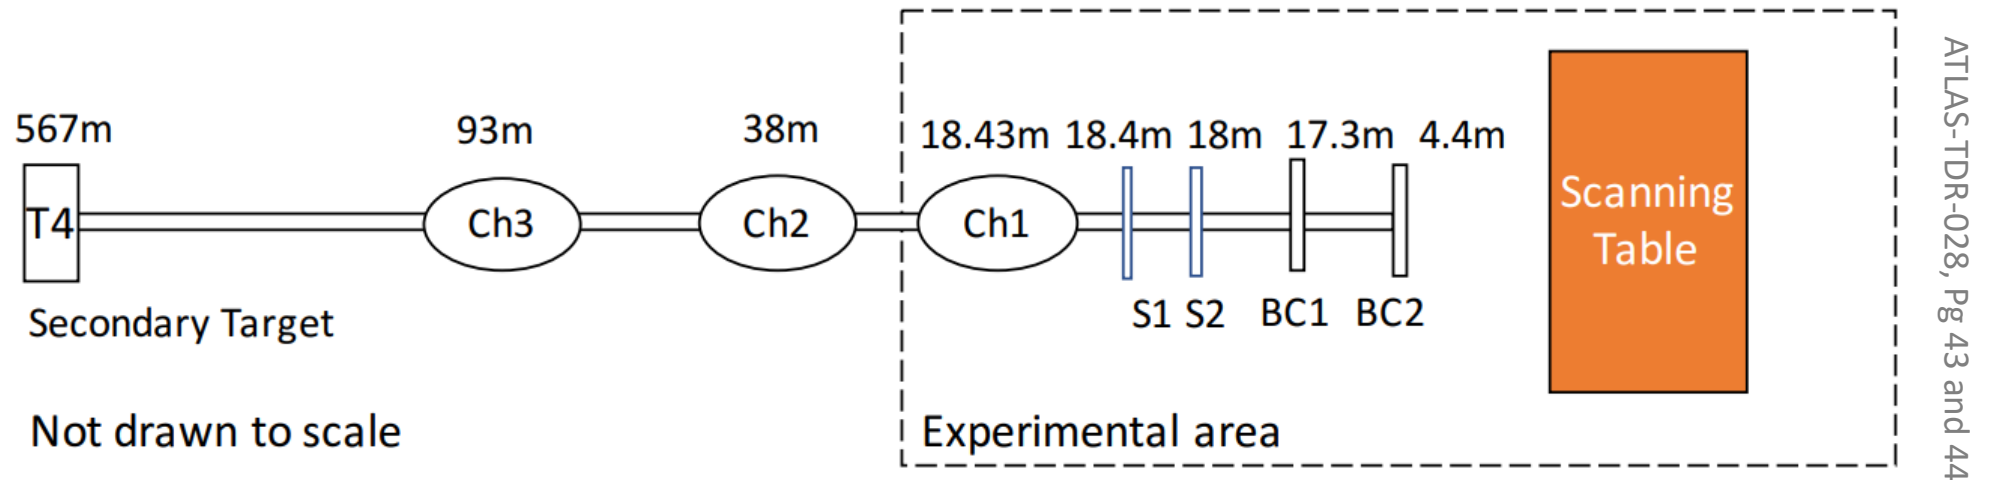 567m
93m
38m
18.43m
18.4m
18m
17.3m
4.4m
T4
Ch3
Ch2
Ch1
Scanning
Table
S1
S2
BC1
BC2
Secondary Target
Not drawn to scale
Experimental area
ATLAS-TDR-028, Pg 43 and 44